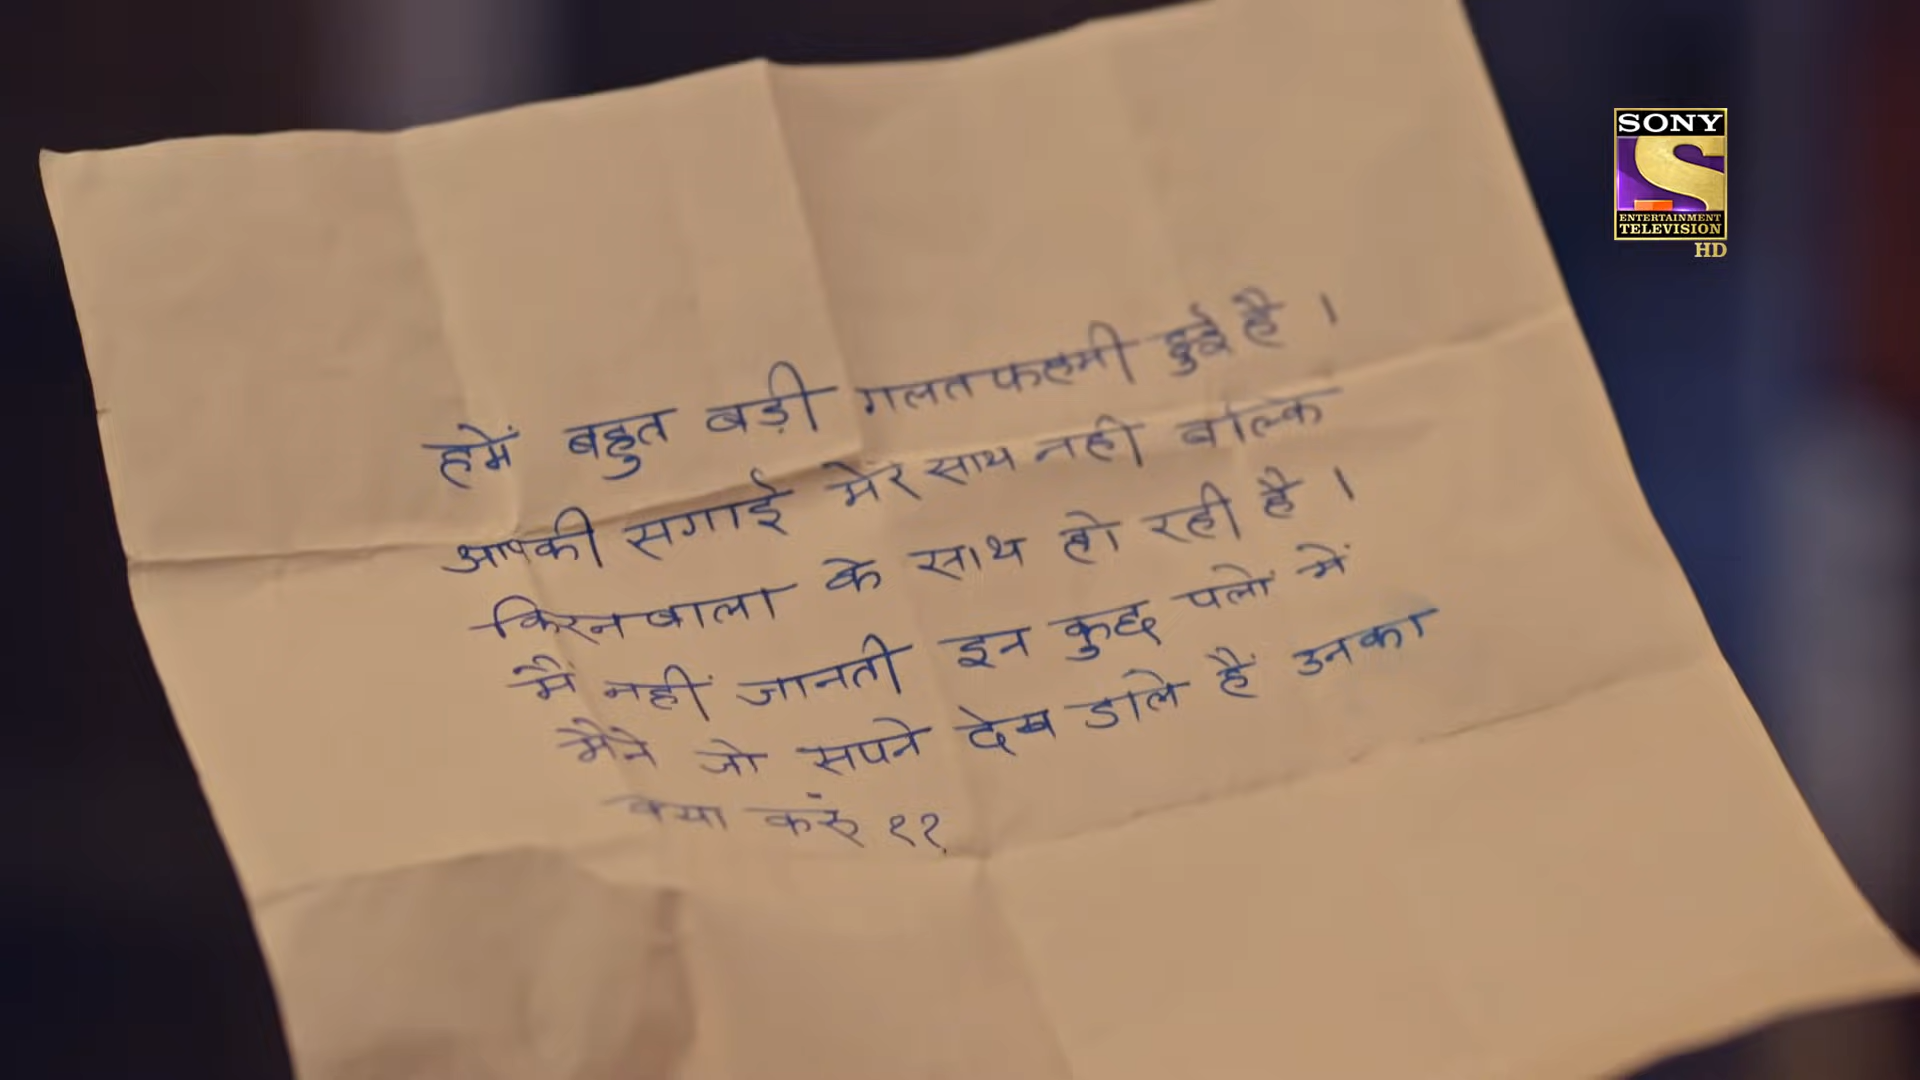 हमें बहुत बड़ी गलतफहमी हुई है ।
आपकी सगाई मेरे साथ नहीं बल्कि
किरनबाला के साथ हो रही है ।
मैं नहीं जानती इन कुछ पलों में
मैंने जो सपने देख डाले हैं उनका
क्या करुं ??
SONY
ENTERTAINMENT
TELEVISION
HD